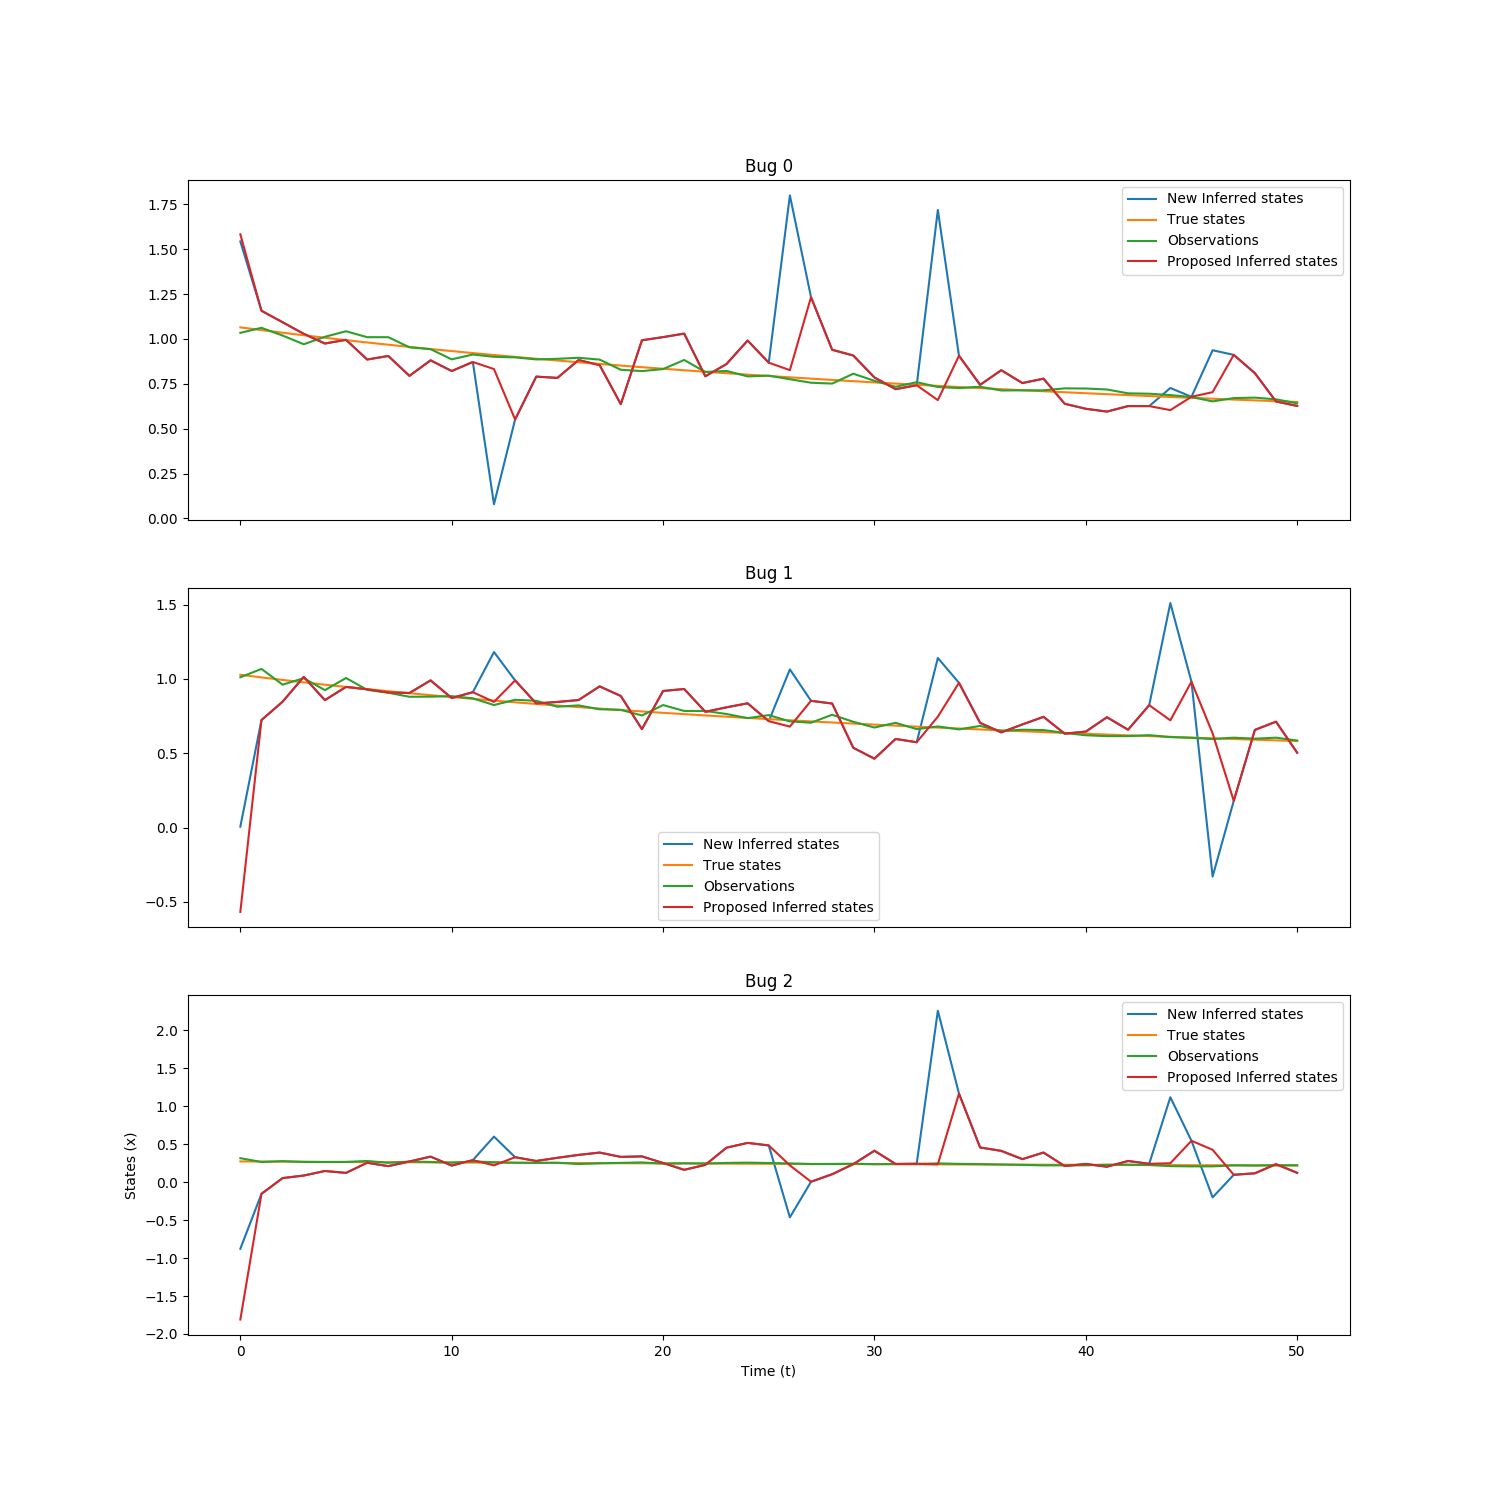 Bug 0
1.75
1.50
1.25
1.00
0.75
0.50
0.25
0.00
New Inferred states
True states
Observations
Proposed Inferred states
Bug 1
1.5
1.0
0.5
0.0
−0.5
New Inferred states
True states
Observations
Proposed Inferred states
Bug 2
States (x)
2.0
1.5
1.0
0.5
0.0
−0.5
−1.0
−1.5
−2.0
New Inferred states
True states
Observations
Proposed Inferred states
0 10 20 30 40 50
Time (t)